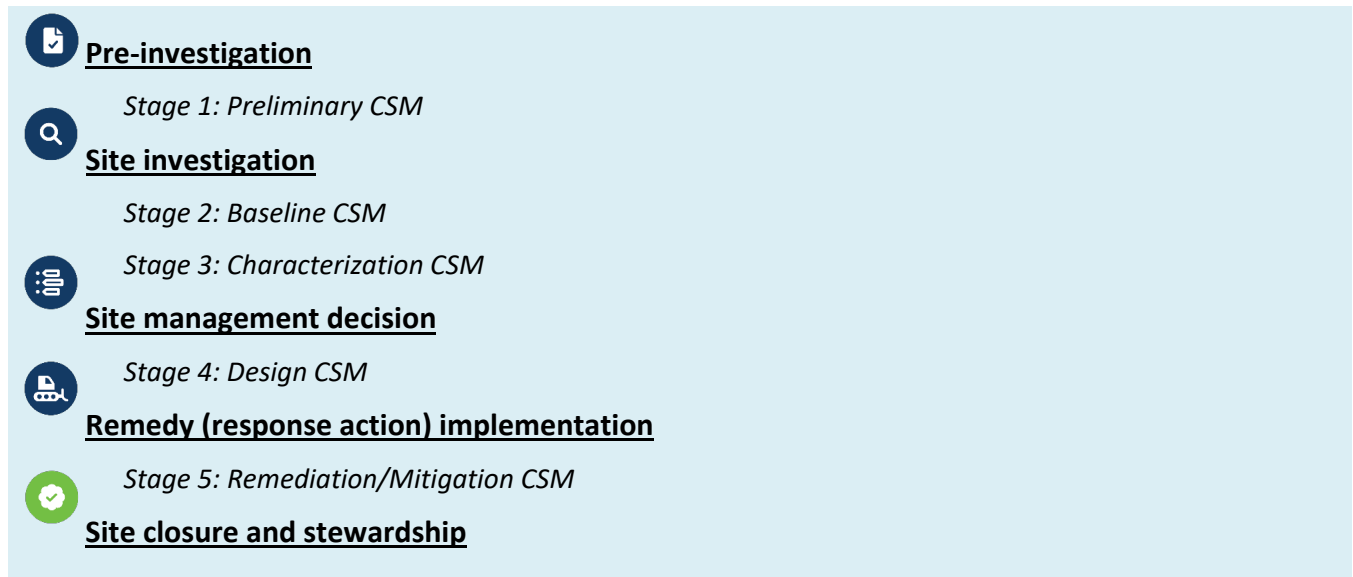 Pre-investigation
Stage 1: Preliminary CSM
Site investigation
Stage 2: Baseline CSM
Stage 3: Characterization CSM
Site management decision
Stage 4: Design CSM
Remedy (response action) implementation
Stage 5: Remediation/Mitigation CSM
Site closure and stewardship